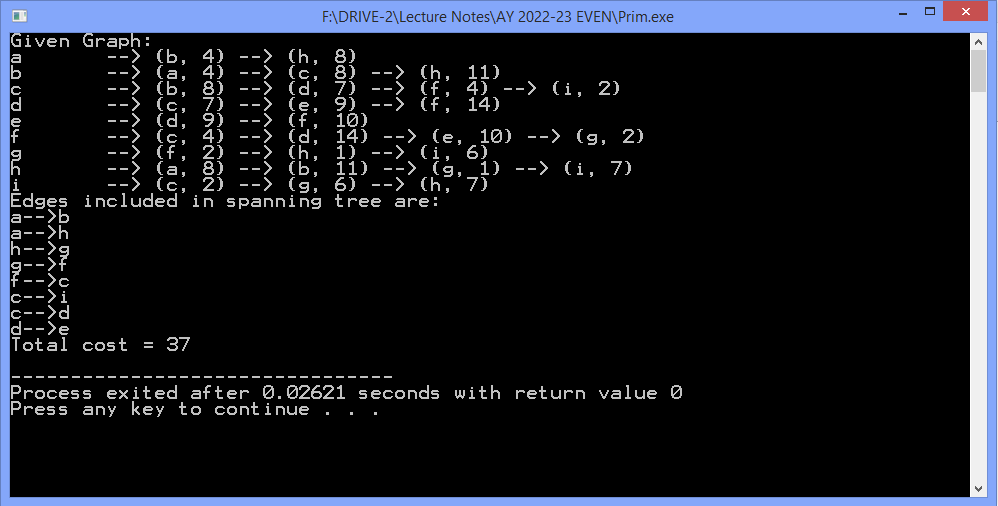 F:\DRIVE-2\Lecture Notes\AY 2022-23 EVEN\Prim.exe
Given Graph:
a        --> (b, 4) --> (h, 8)
b        --> (a, 4) --> (c, 8) --> (h, 11)
c        --> (b, 8) --> (d, 7) --> (f, 4) --> (i, 2)
d        --> (c, 7) --> (e, 9) --> (f, 14)
e        --> (d, 9) --> (f, 10)
f        --> (c, 4) --> (d, 14) --> (e, 10) --> (g, 2)
g        --> (f, 2) --> (h, 1) --> (i, 6)
h        --> (a, 8) --> (b, 11) --> (g, 1) --> (i, 7)
i        --> (c, 2) --> (g, 6) --> (h, 7)
Edges included in spanning tree are:
a-->b
a-->h
h-->g
g-->f
f-->c
c-->i
c-->d
d-->e
Total cost = 37
--------------------------------
Process exited after 0.02621 seconds with return value 0
Press any key to continue . . .